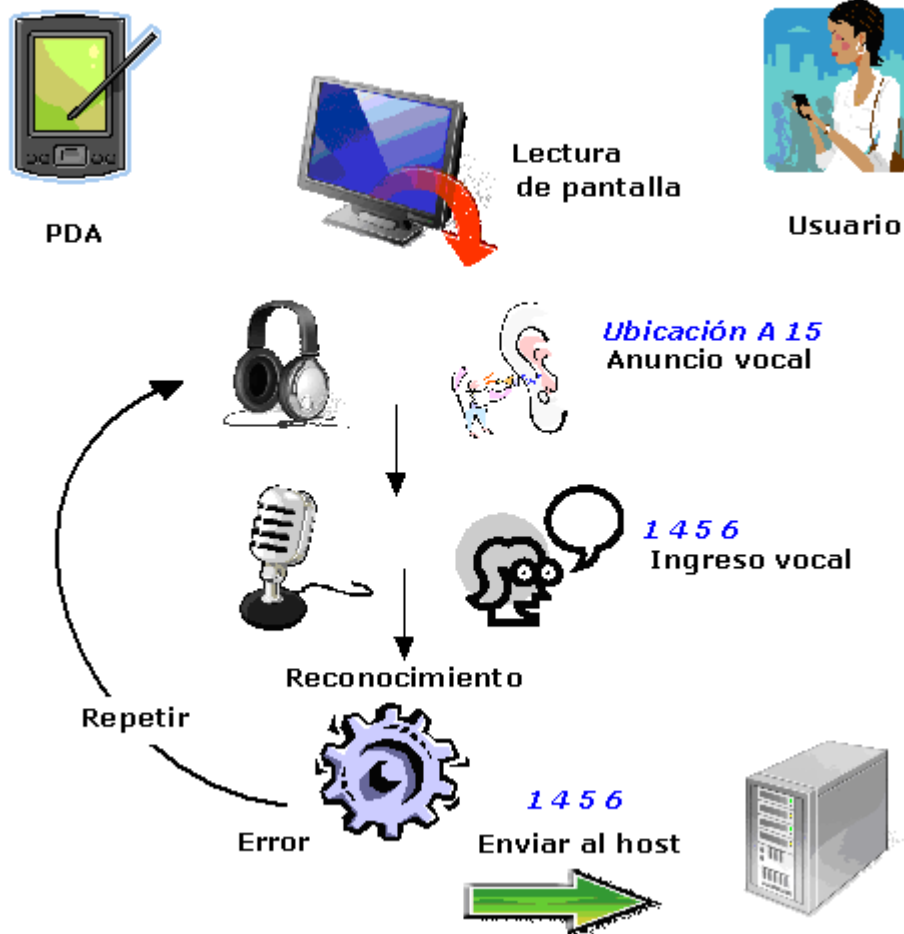 Lectura
de pantalla
PDA
Usuario
Ubicación A 15
Anuncio vocal
1 4 5 6
Ingreso vocal
Reconocimiento
Repetir
1 4 5 6
Error
Enviar al host